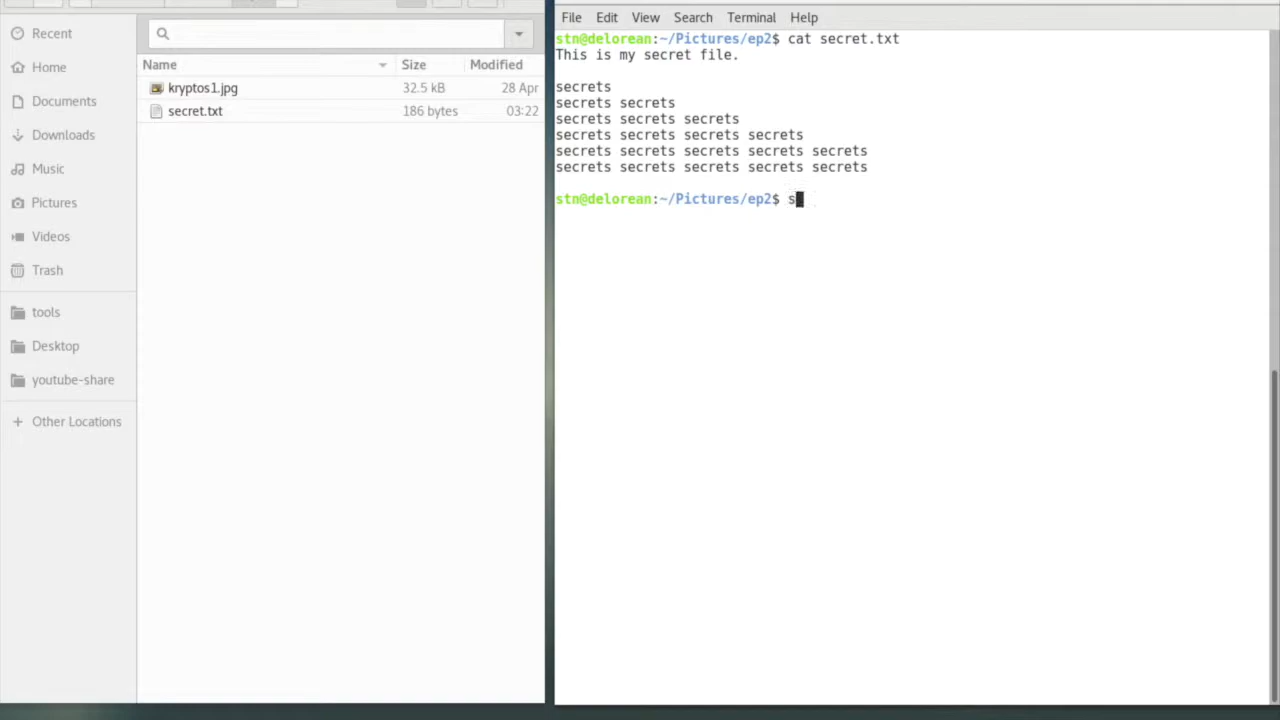 Recent
Home
Documents
Downloads
Music
Pictures
Videos
Trash
tools
Desktop
youtube-share
+ Other Locations
Name Size Modified
kryptos1.jpg 32.5 kB 28 Apr
secret.txt 186 bytes 03:22
File Edit View Search Terminal Help
stn@delorean:~/Pictures/ep2$ cat secret.txt
This is my secret file.
secrets
secrets secrets
secrets secrets secrets
secrets secrets secrets secrets
secrets secrets secrets secrets secrets
secrets secrets secrets secrets secrets
stn@delorean:~/Pictures/ep2$ s